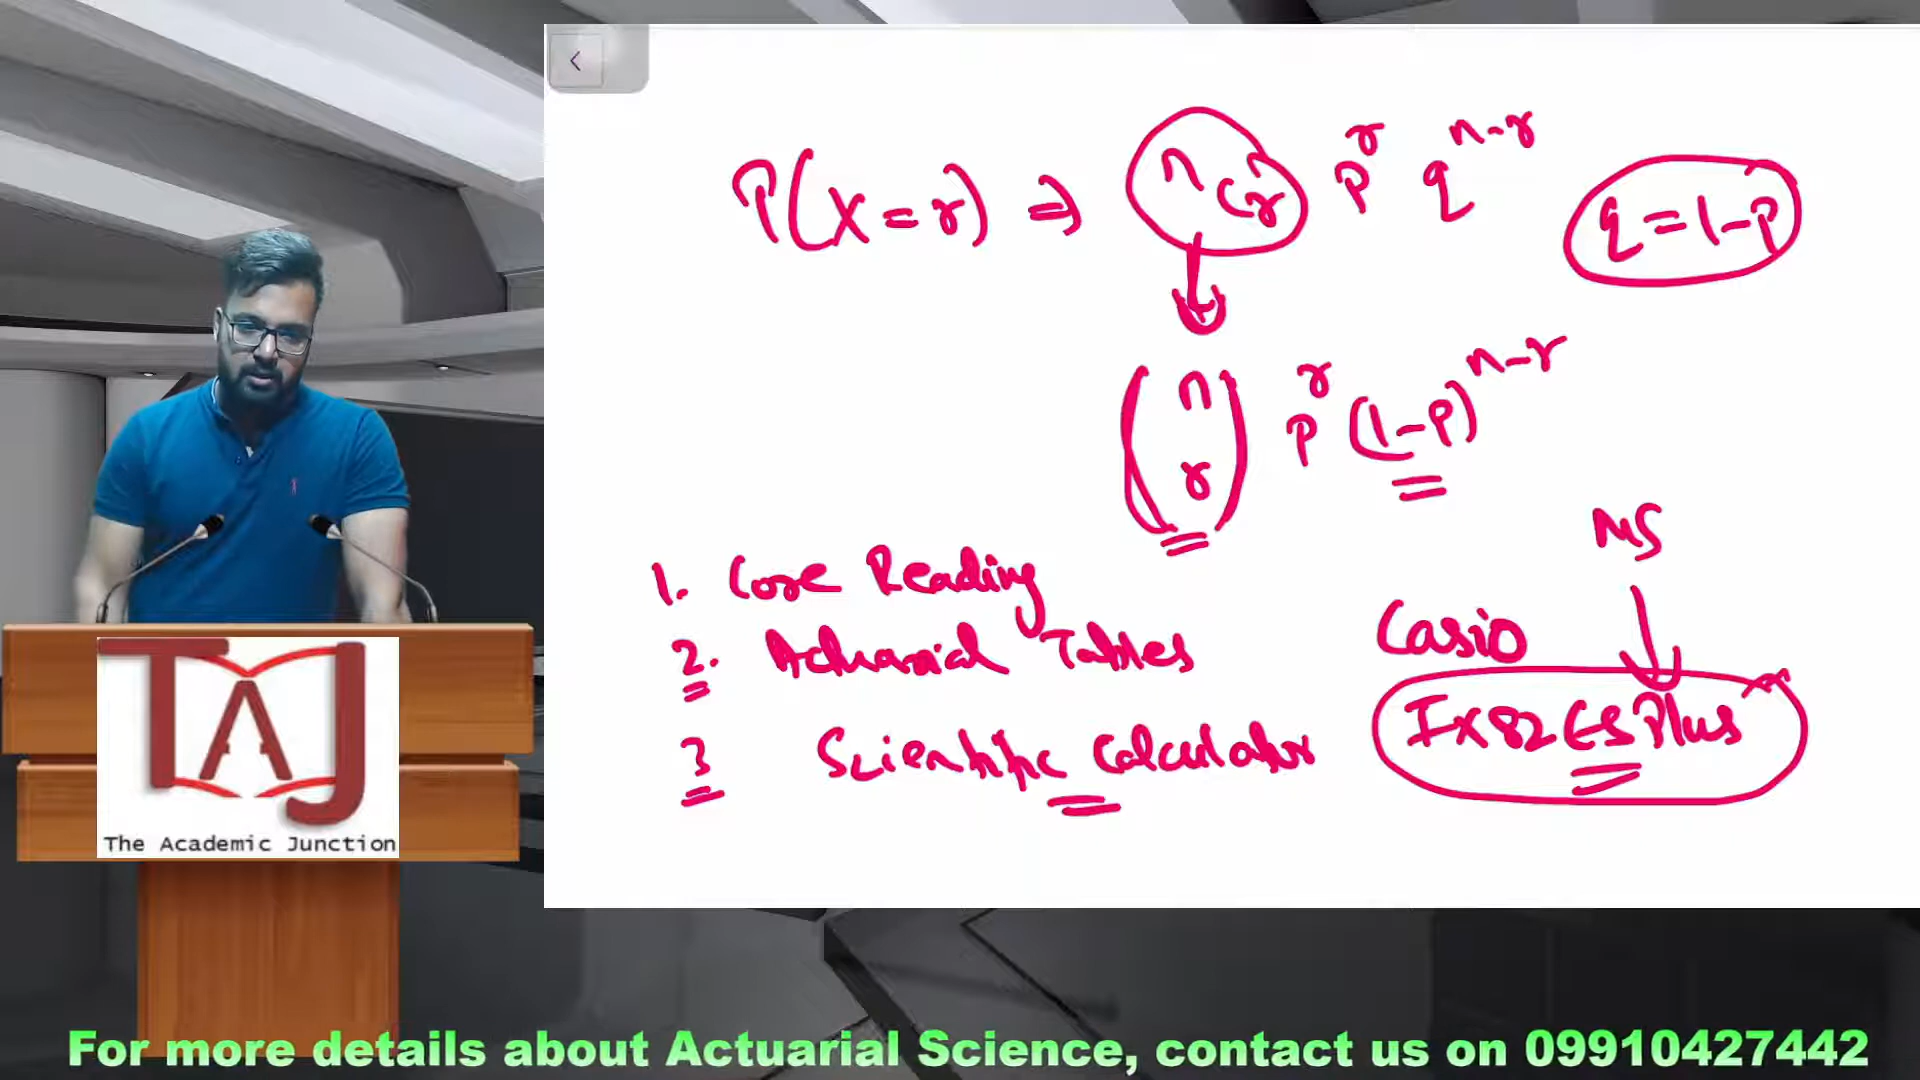 P(X=r) ⇒ nCr p^r q^n-r
q = 1-p
(n r) p^r (1-p)^n-r
1. Core Reading
2. Actuarial Tables
3 Scientific Calculator
MS
Casio
Fx82ES Plus
TAJ
The Academic Junction
For more details about Actuarial Science, contact us on 09910427442